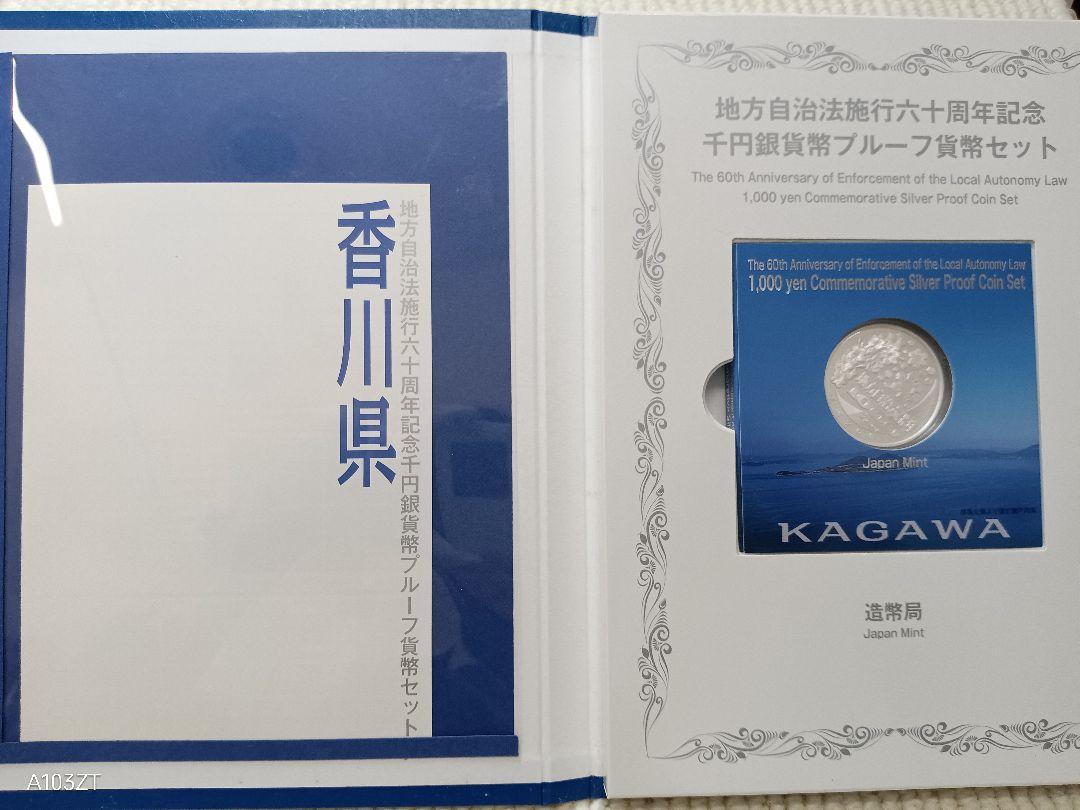 香川県
地方自治法施行六十周年記念千円銀貨幣プルーフ貨幣セット
地方自治法施行六十周年記念
千円銀貨幣プルーフ貨幣セット
The 60th Anniversary of Enforcement of the Local Autonomy Law
1,000 yen Commemorative Silver Proof Coin Set
The 60th Anniversary of Enforcement of the Local Autonomy Law
1,000 yen Commemorative Silver Proof Coin Set
Japan Mint
KAGAWA
造幣局
Japan Mint
A103ZT